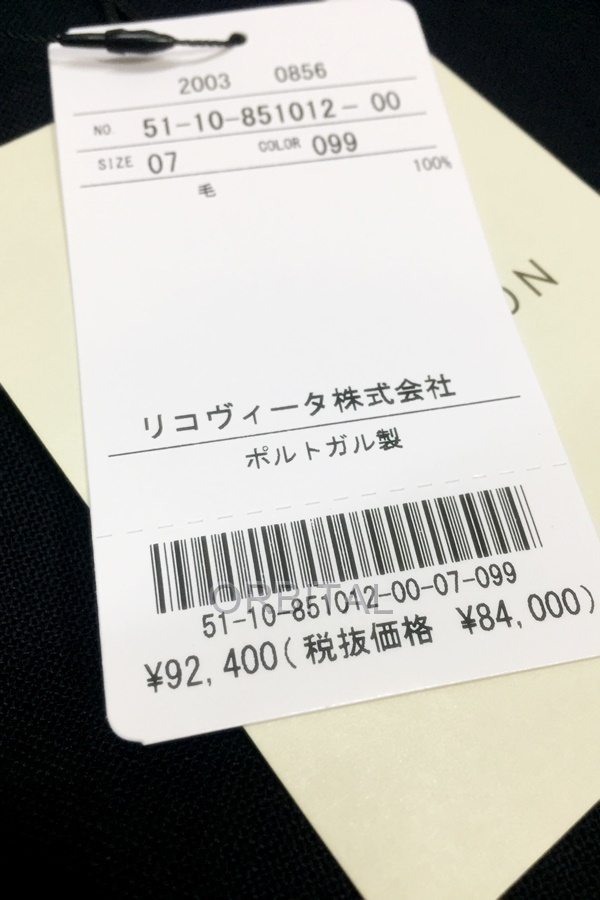 2003 0856
NO. 51-10-851012-00
SIZE 07 COLOR 099
毛 100%
リコヴィータ株式会社
ポルトガル製
51-10-851012-00-07-099
¥92,400(税抜価格 ¥84,000)
ORBITAL
ON